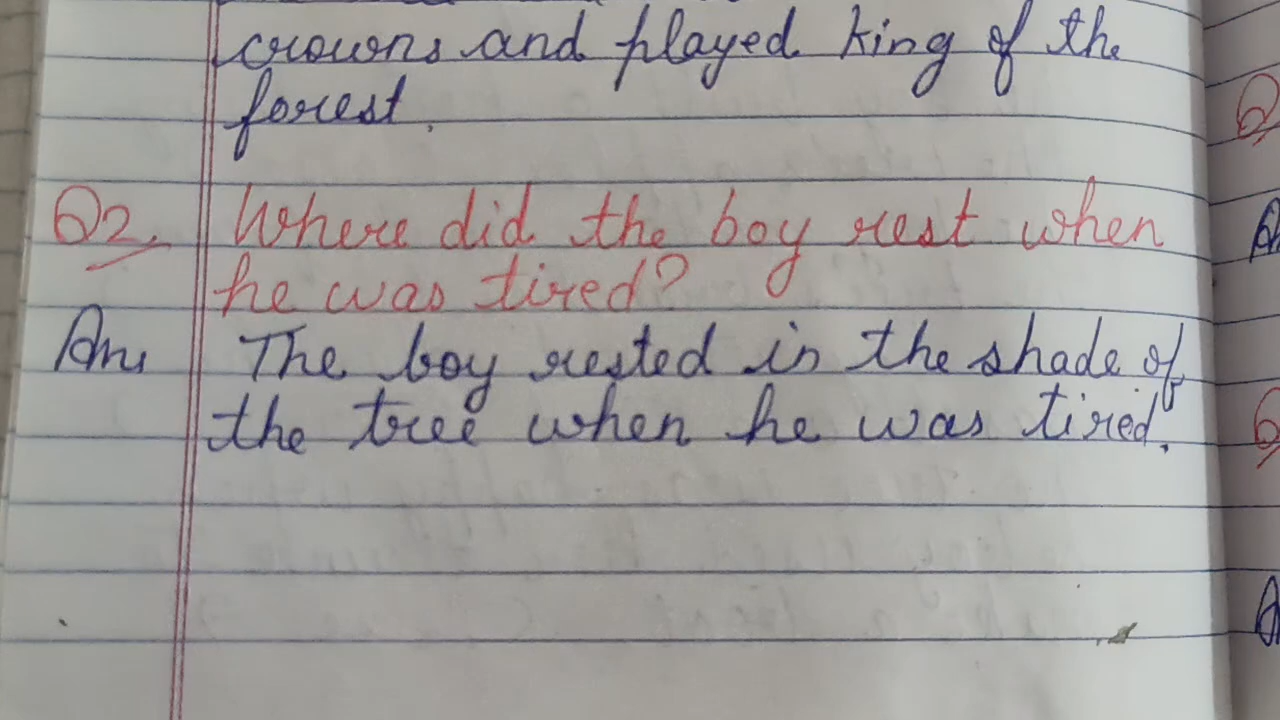 crowns and played king of the
forest.
Q2. Where did the boy rest when
he was tired?
Ans The boy rested in the shade of
the tree when he was tired.